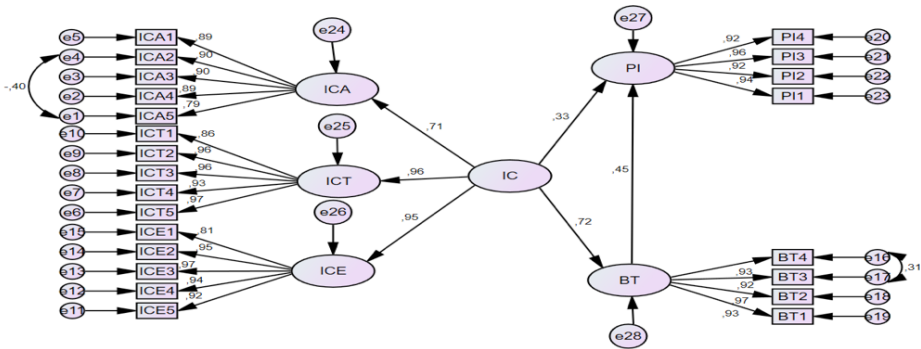 e5 ICA1 ,89
e4 ICA2 ,90
e3 ICA3 ,90
e2 ICA4 ,89
e1 ICA5 ,79
-,40
e10 ICT1 ,86
e9 ICT2 ,96
e8 ICT3 ,96
e7 ICT4 ,93
e6 ICT5 ,97
e15 ICE1 ,81
e14 ICE2 ,95
e13 ICE3 ,97
e12 ICE4 ,94
e11 ICE5 ,92
e24
ICA
e25
ICT
e26
ICE
,71
,96
,95
IC
,33
,72
,45
e27
PI
,92 PI4 e20
,96 PI3 e21
,92 PI2 e22
,94 PI1 e23
BT
e28
BT4 e16
,93 BT3 e17
,92 BT2 e18
,97 BT1 e19
,93
,31